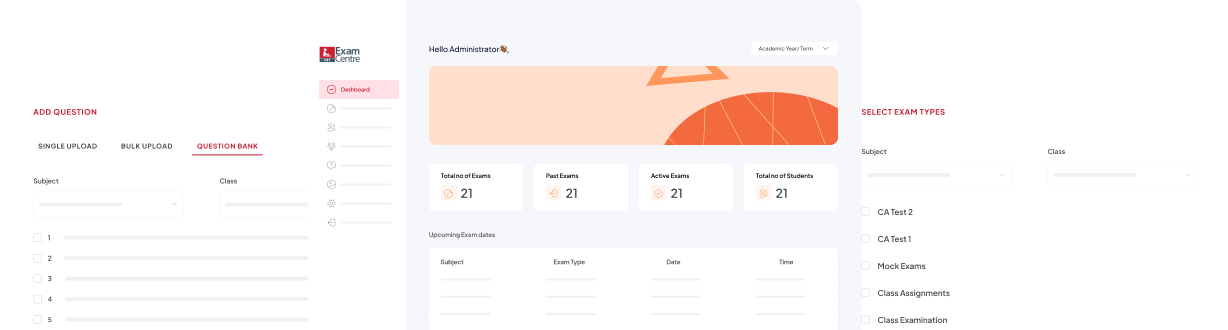 ADD QUESTION
SINGLE UPLOAD
BULK UPLOAD
QUESTION BANK
Subject
Class
1
2
3
4
5
Exam
Centre
Dashboard
Hello Administrator👋🏾,
Academic Year/ Term
Total no of Exams
21
Past Exams
21
Active Exams
21
Total no of Students
21
Upcoming Exam dates
Subject
Exam Type
Date
Time
SELECT EXAM TYPES
Subject
Class
CA Test 2
CA Test 1
Mock Exams
Class Assignments
Class Examination